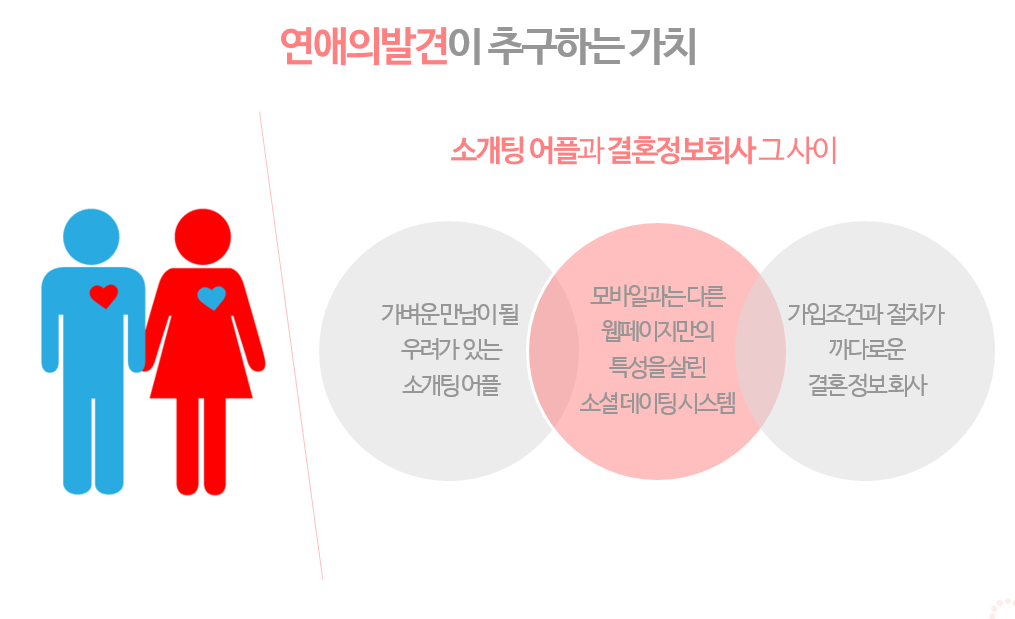 연애의발견이 추구하는 가치
소개팅 어플과 결혼정보회사 그 사이
가벼운 만남이 될
우려가 있는
소개팅 어플
모바일과는 다른
웹페이지만의
특성을 살린
소셜 데이팅 시스템
가입조건과 절차가
까다로운
결혼 정보 회사